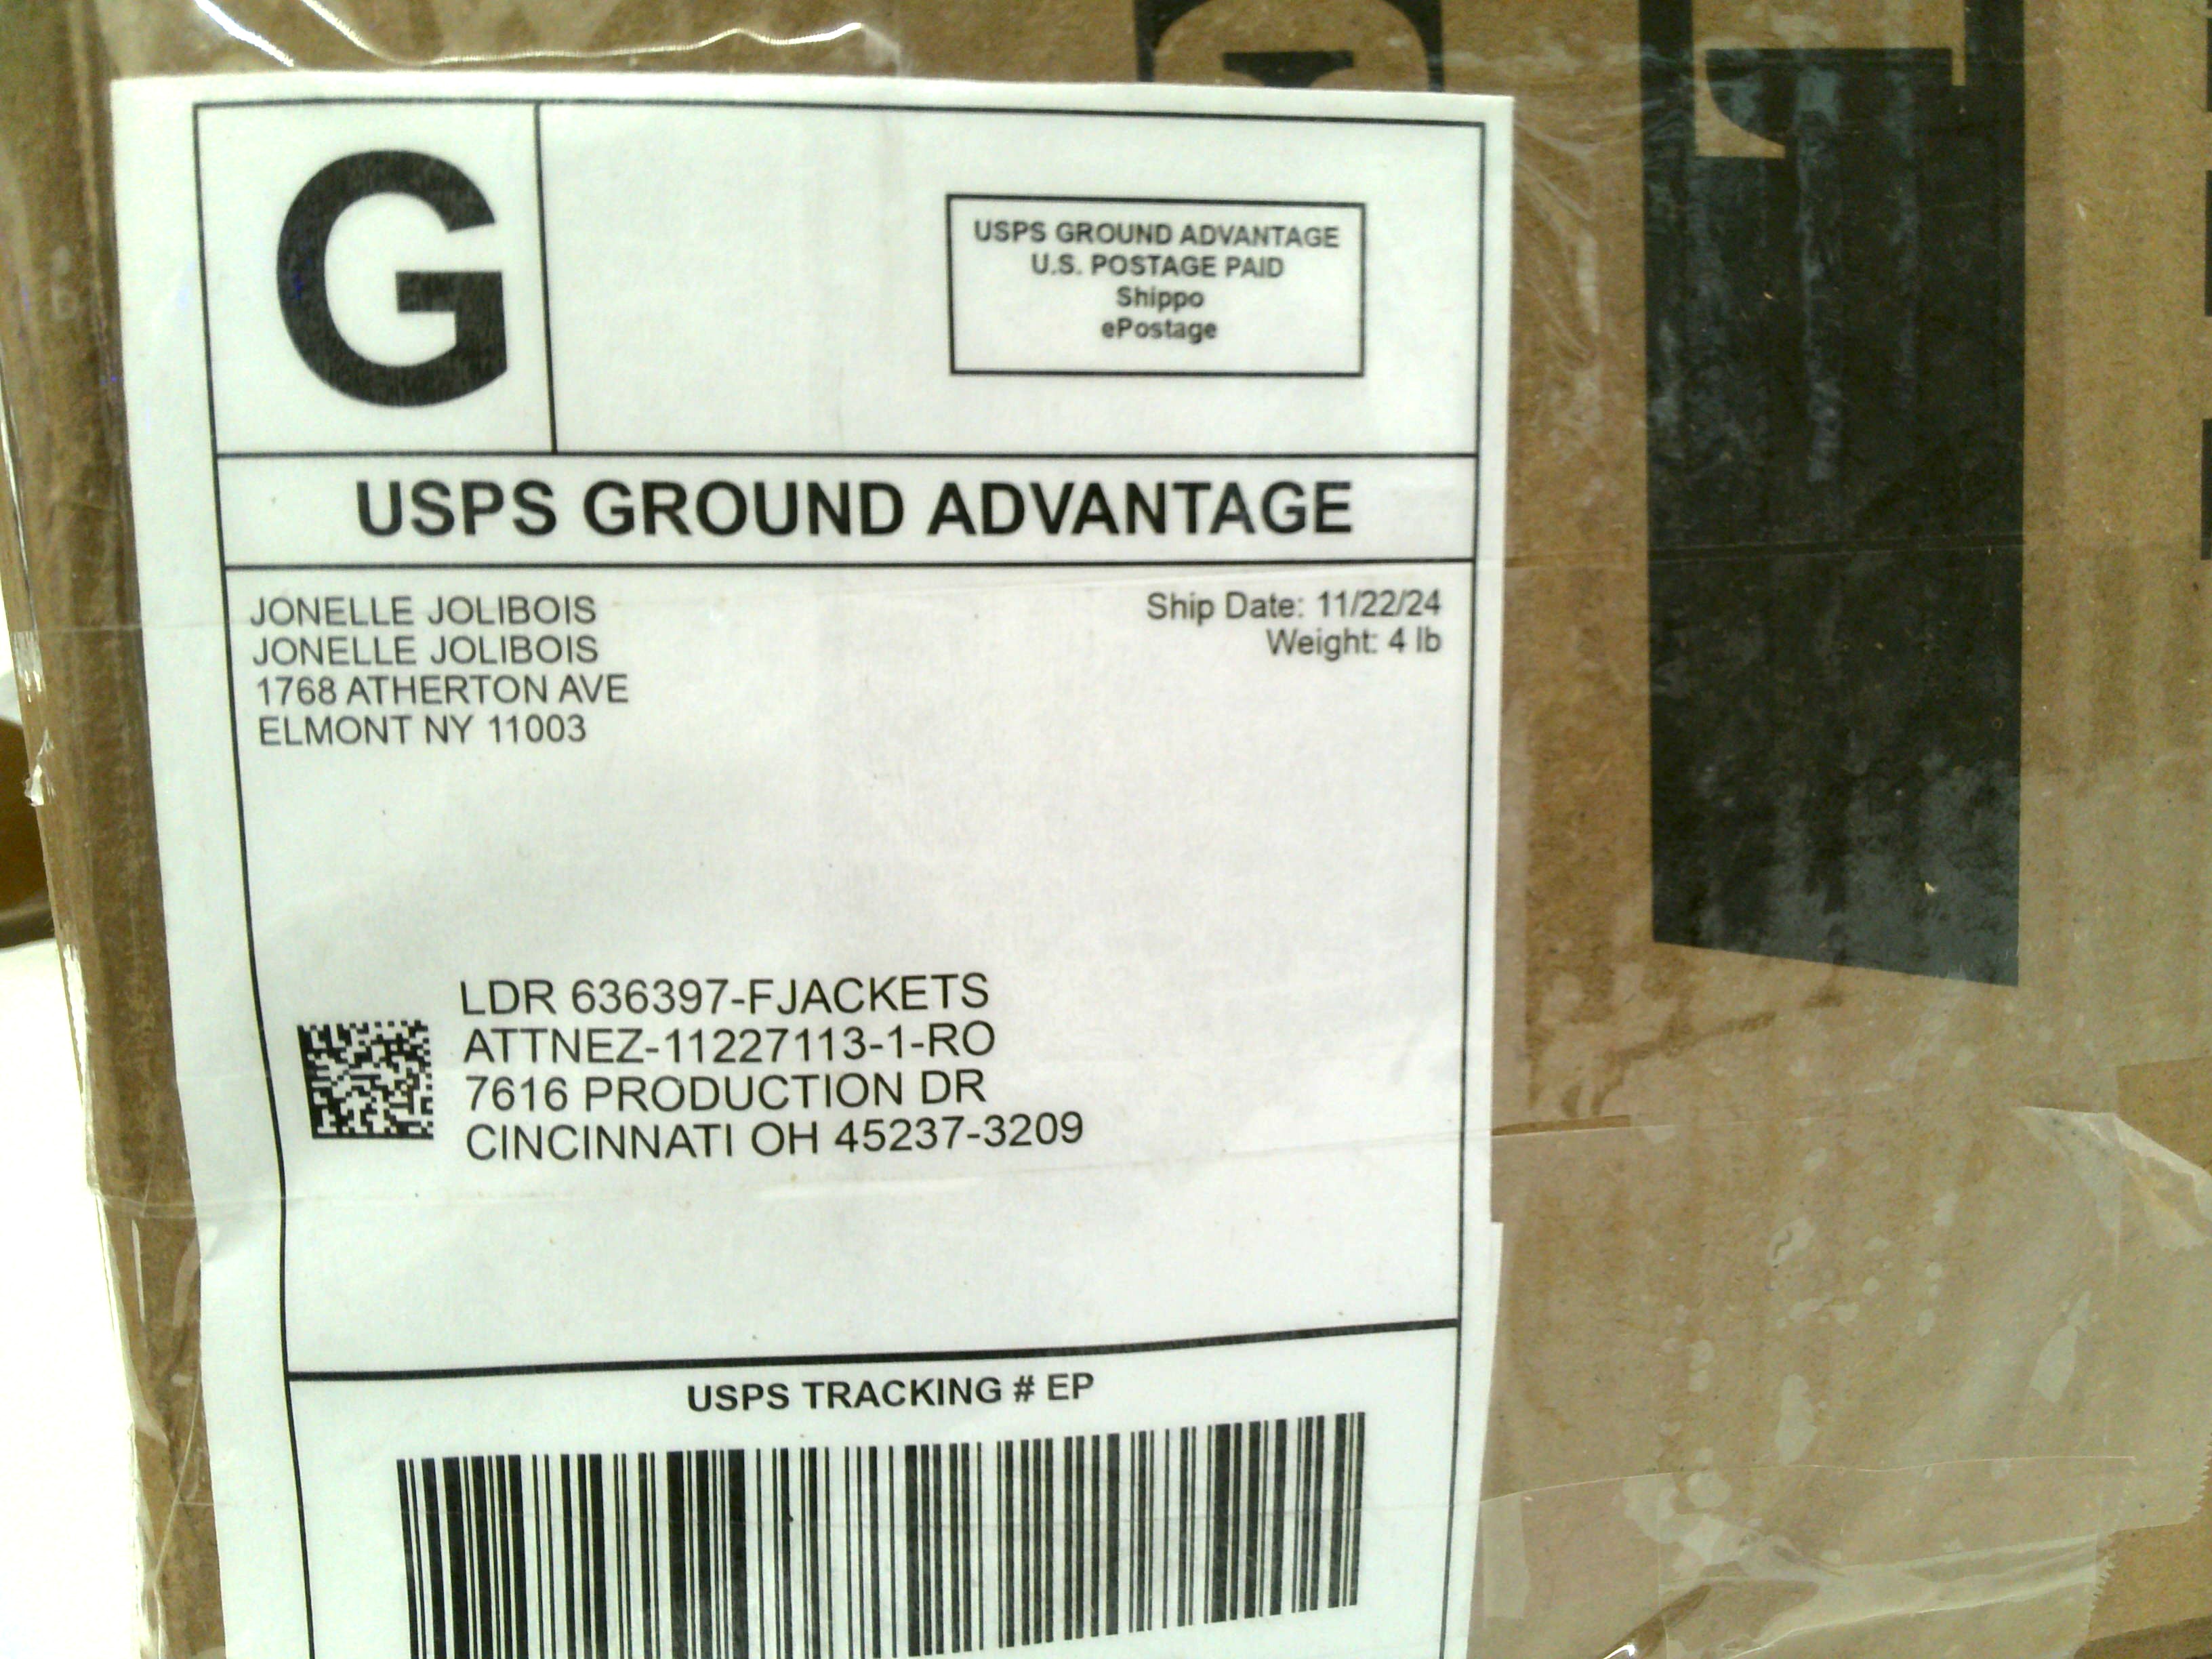 G
USPS GROUND ADVANTAGE
U.S. POSTAGE PAID
Shippo
ePostage
USPS GROUND ADVANTAGE
JONELLE JOLIBOIS
JONELLE JOLIBOIS
1768 ATHERTON AVE
ELMONT NY 11003
Ship Date: 11/22/24
Weight: 4 lb
LDR 636397-FJACKETS
ATTNEZ-11227113-1-RO
7616 PRODUCTION DR
CINCINNATI OH 45237-3209
USPS TRACKING # EP